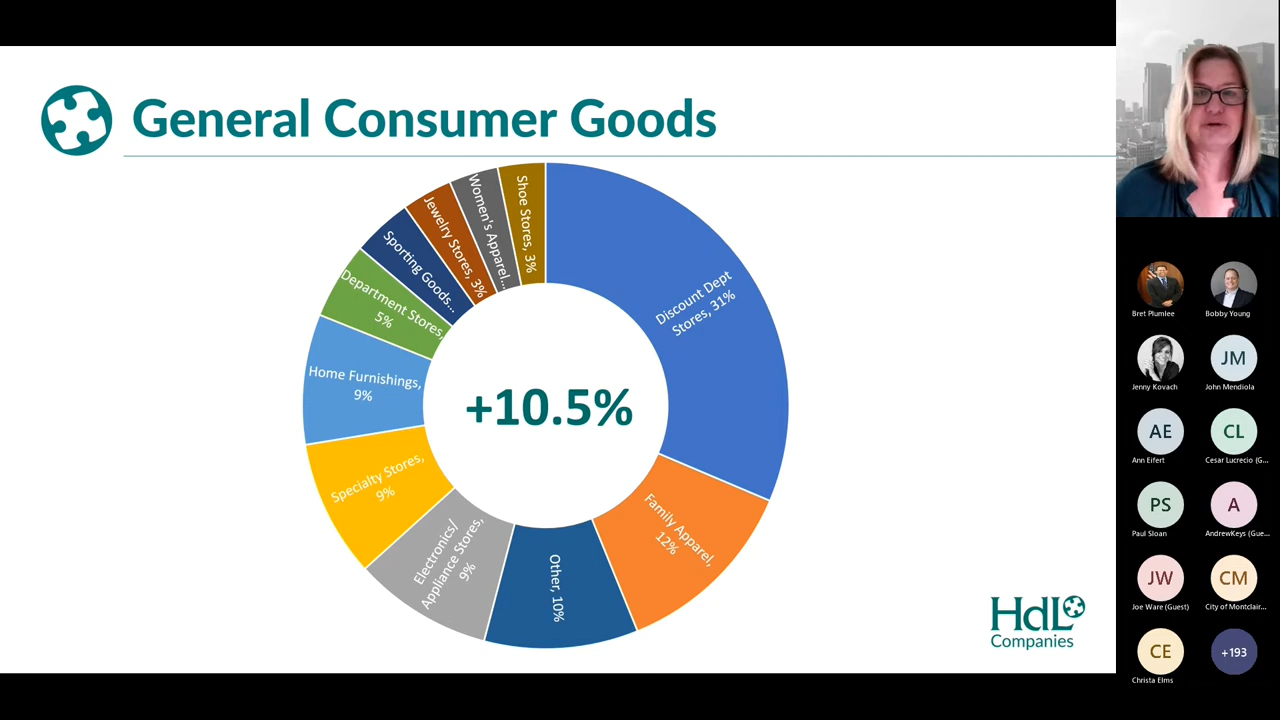 General Consumer Goods
Discount Dept
Stores, 31%
Family Apparel,
12%
Other, 10%
Electronics/
Appliance Stores,
9%
Specialty Stores,
9%
Home Furnishings,
9%
Department Stores,
5%
Sporting Goods...
Jewelry Stores, 3%
Women's Apparel...
Shoe Stores, 3%
+10.5%
HdL
Companies
Bret Plumlee
Bobby Young
Jenny Kovach
JM
John Mendiola
AE
Ann Eifert
CL
Cesar Lucrecio (G...
PS
Paul Sloan
A
AndrewKeys (Gue...
JW
Joe Ware (Guest)
CM
City of Montclair...
CE
Christa Elms
+193